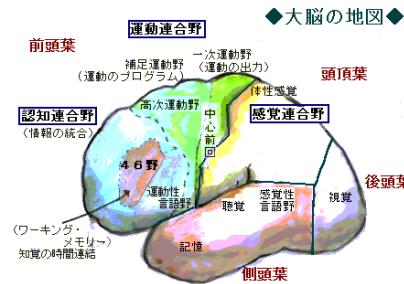 ◆大脳の地図◆
運動連合野
前頭葉
補足運動野
(運動のプログラム)
一次運動野
(運動の出力)
頭頂葉
体性感覚
高次運動野
認知連合野
(情報の統合)
感覚連合野
中心前回
46野
運動性
言語野
聴覚
感覚性
言語野
視覚
後頭葉
(ワーキング・
メモリー)
知覚の時間連結
記憶
側頭葉